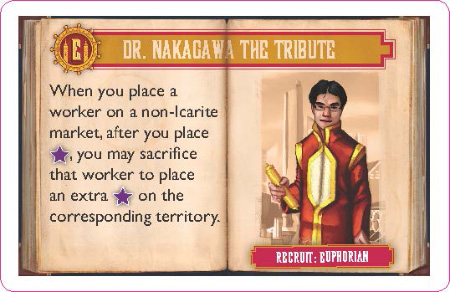 E
DR. NAKAGAWA THE TRIBUTE
When you place a
worker on a non-Icarite
market, after you place
★, you may sacrifice
that worker to place
an extra ★ on the
corresponding territory.
RECRUIT: EUPHORIAN